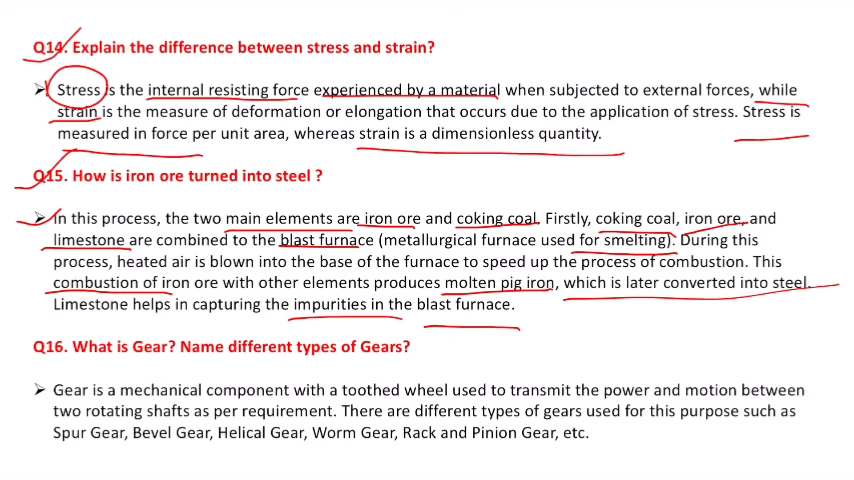 Q14. Explain the difference between stress and strain?
➢ Stress is the internal resisting force experienced by a material when subjected to external forces, while
strain is the measure of deformation or elongation that occurs due to the application of stress. Stress is
measured in force per unit area, whereas strain is a dimensionless quantity.
Q15. How is iron ore turned into steel ?
➢ In this process, the two main elements are iron ore and coking coal. Firstly, coking coal, iron ore, and
limestone are combined to the blast furnace (metallurgical furnace used for smelting). During this
process, heated air is blown into the base of the furnace to speed up the process of combustion. This
combustion of iron ore with other elements produces molten pig iron, which is later converted into steel.
Limestone helps in capturing the impurities in the blast furnace.
Q16. What is Gear? Name different types of Gears?
➢ Gear is a mechanical component with a toothed wheel used to transmit the power and motion between
two rotating shafts as per requirement. There are different types of gears used for this purpose such as
Spur Gear, Bevel Gear, Helical Gear, Worm Gear, Rack and Pinion Gear, etc.